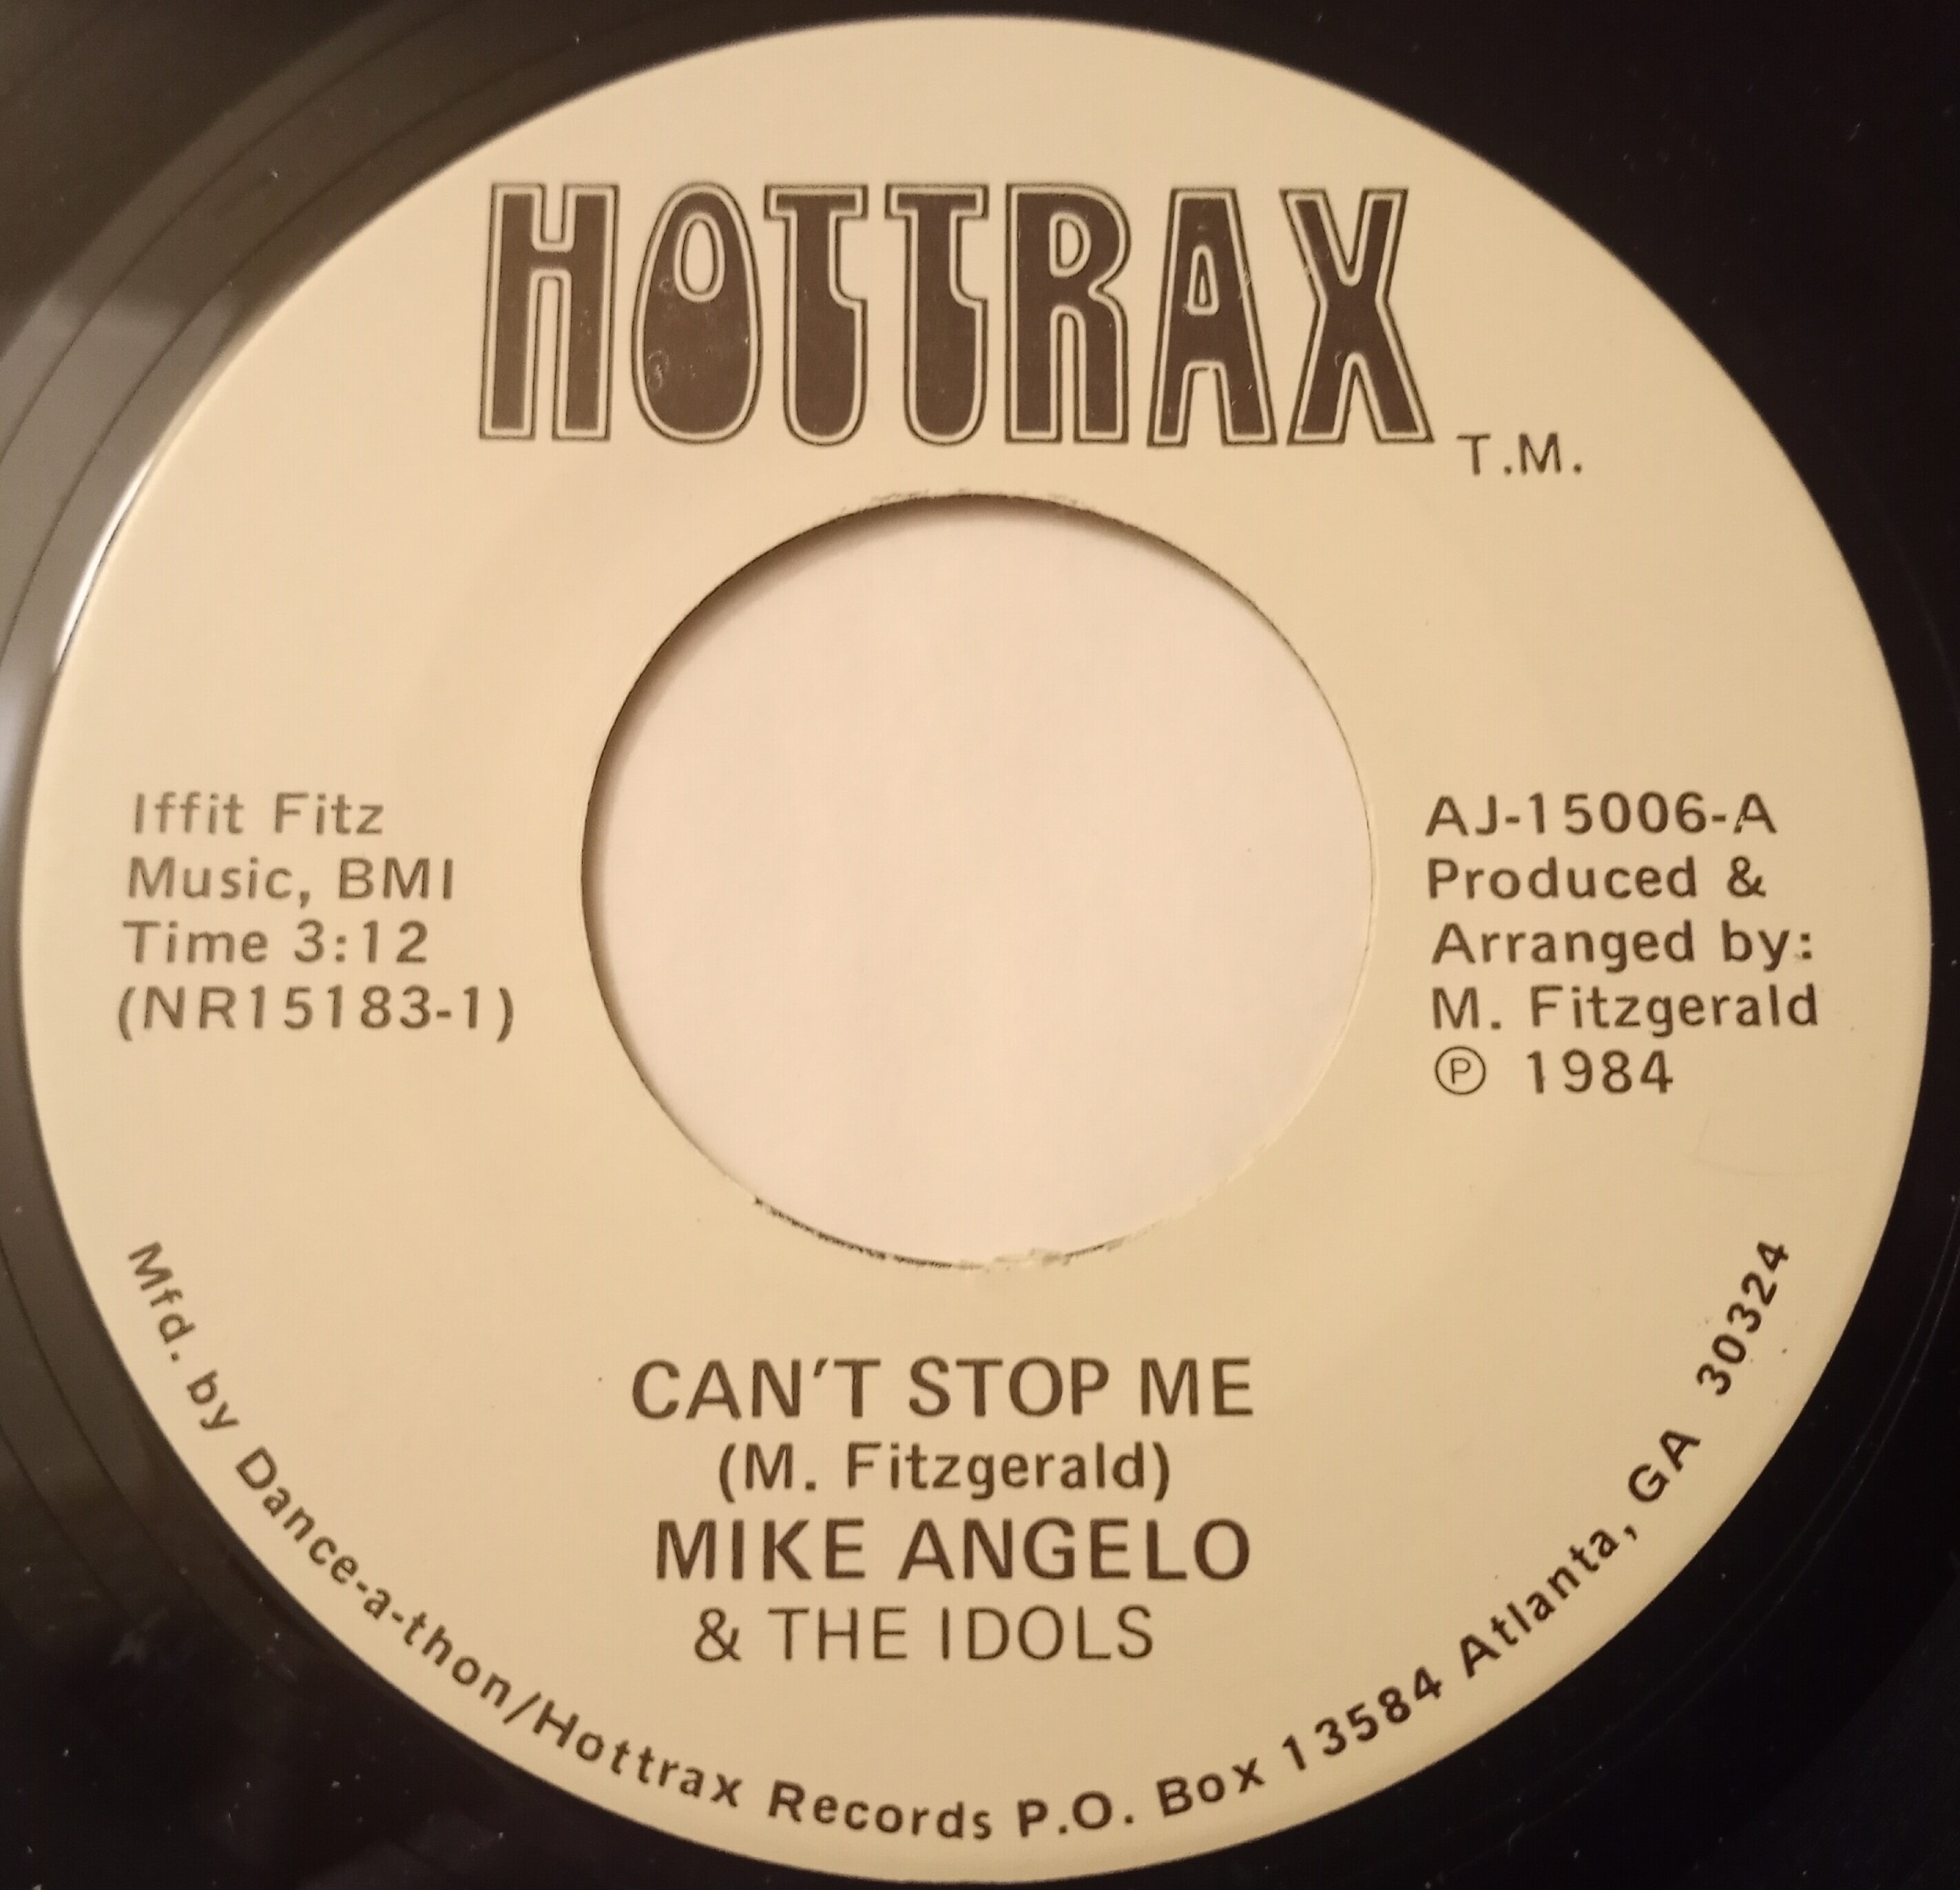 HOTTRAX
T.M.
Iffit Fitz
Music, BMI
Time 3:12
(NR15183-1)
AJ-15006-A
Produced &
Arranged by:
M. Fitzgerald
℗ 1984
CAN'T STOP ME
(M. Fitzgerald)
MIKE ANGELO
& THE IDOLS
Mfd. by Dance-a-thon/Hottrax Records P.O. Box 13584 Atlanta, GA 30324